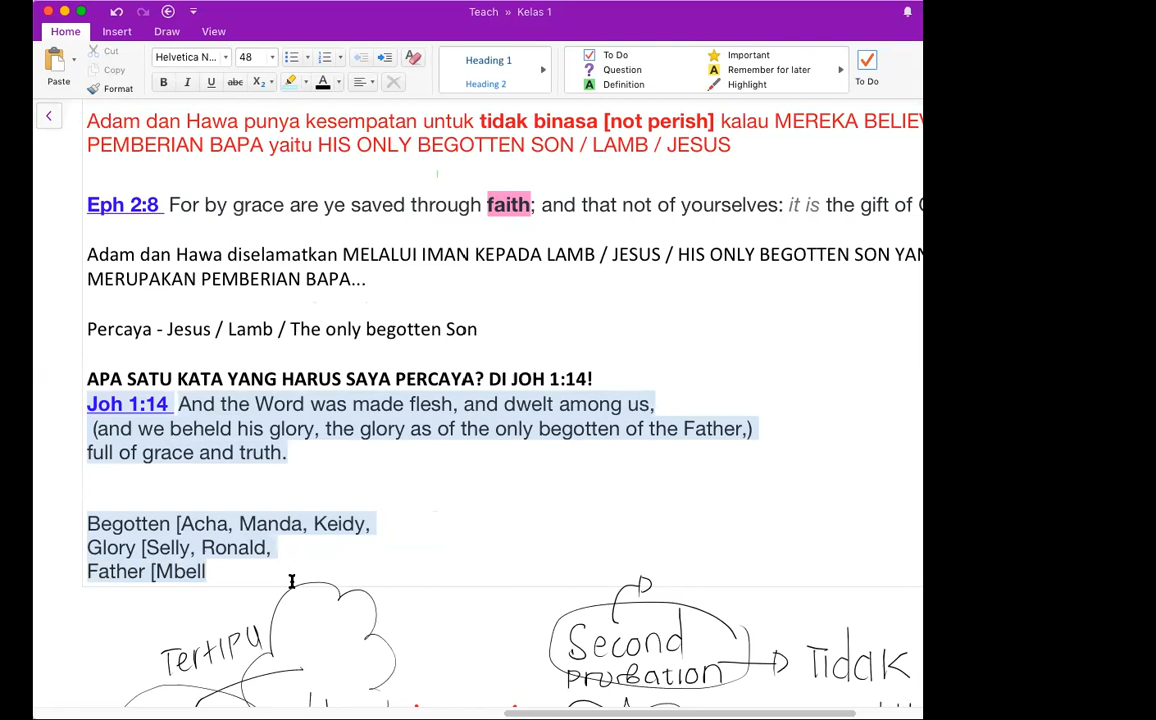 Teach » Kelas 1
Home Insert Draw View
Paste
Cut
Copy
Format
Helvetica N... 48
B I U abc X2 A
Heading 1
Heading 2
To Do
Question
Definition
Important
Remember for later
Highlight
To Do
Adam dan Hawa punya kesempatan untuk tidak binasa [not perish] kalau MEREKA BELIEV
PEMBERIAN BAPA yaitu HIS ONLY BEGOTTEN SON / LAMB / JESUS
Eph 2:8 For by grace are ye saved through faith; and that not of yourselves: it is the gift of G
Adam dan Hawa diselamatkan MELALUI IMAN KEPADA LAMB / JESUS / HIS ONLY BEGOTTEN SON YAN
MERUPAKAN PEMBERIAN BAPA...
Percaya - Jesus / Lamb / The only begotten Son
APA SATU KATA YANG HARUS SAYA PERCAYA? DI JOH 1:14!
Joh 1:14 And the Word was made flesh, and dwelt among us,
(and we beheld his glory, the glory as of the only begotten of the Father,)
full of grace and truth.
Begotten [Acha, Manda, Keidy,
Glory [Selly, Ronald,
Father [Mbell
Tertipu
Second
probation
Tidak